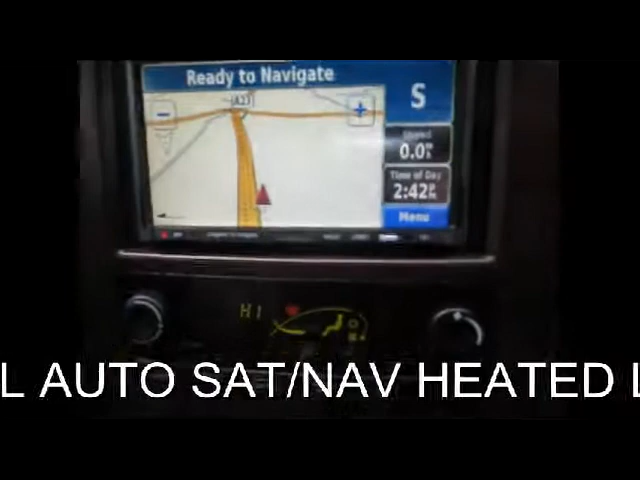 Ready to Navigate
S
Speed
0.0
Time of Day
2:42
Menu
HI
L AUTO SAT/NAV HEATED L